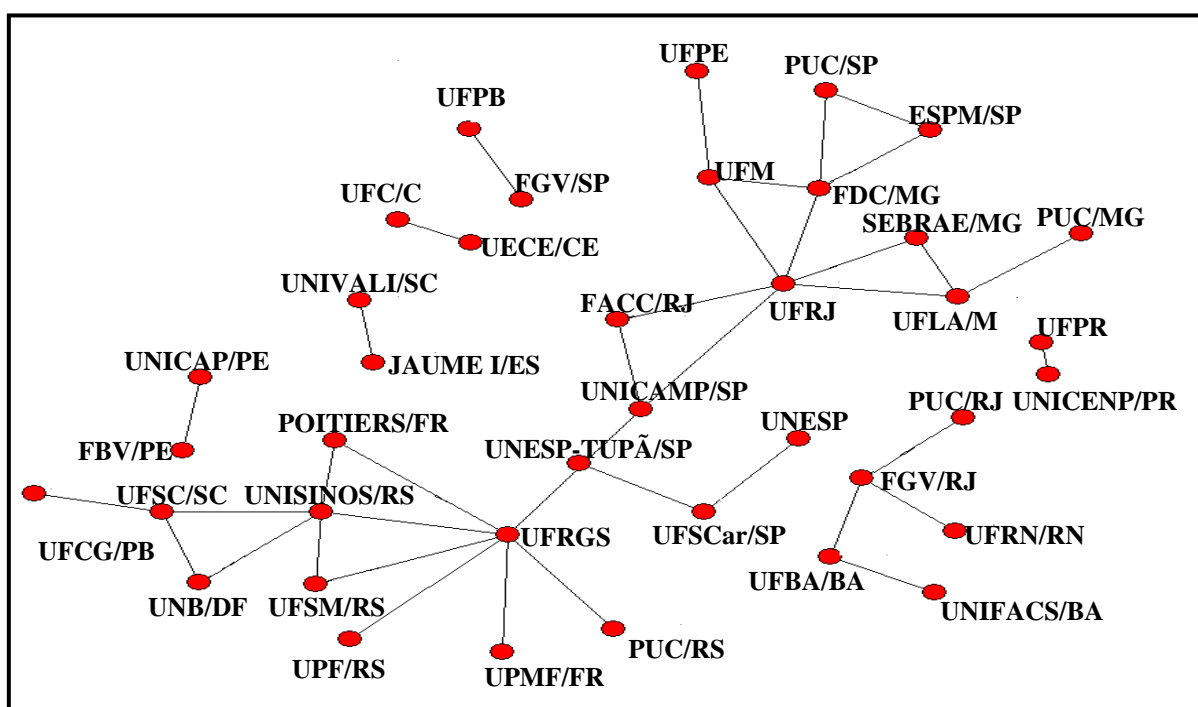 UFPE
PUC/SP
UFPB
ESPM/SP
UFM
FGV/SP
UFC/C
FDC/MG
SEBRAE/MG
PUC/MG
UECE/CE
UNIVALI/SC
FACC/RJ
UFRJ
UFLA/M
UFPR
UNICAP/PE
JAUME I/ES
UNICAMP/SP
UNICENP/PR
PUC/RJ
UNESP
POITIERS/FR
UNESP-TUPÃ/SP
FBV/PE
FGV/RJ
UFSC/SC
UNISINOS/RS
UFRGS
UFSCar/SP
UFRN/RN
UFCG/PB
UFBA/BA
UNB/DF
UFSM/RS
UNIFACS/BA
PUC/RS
UPF/RS
UPMF/FR